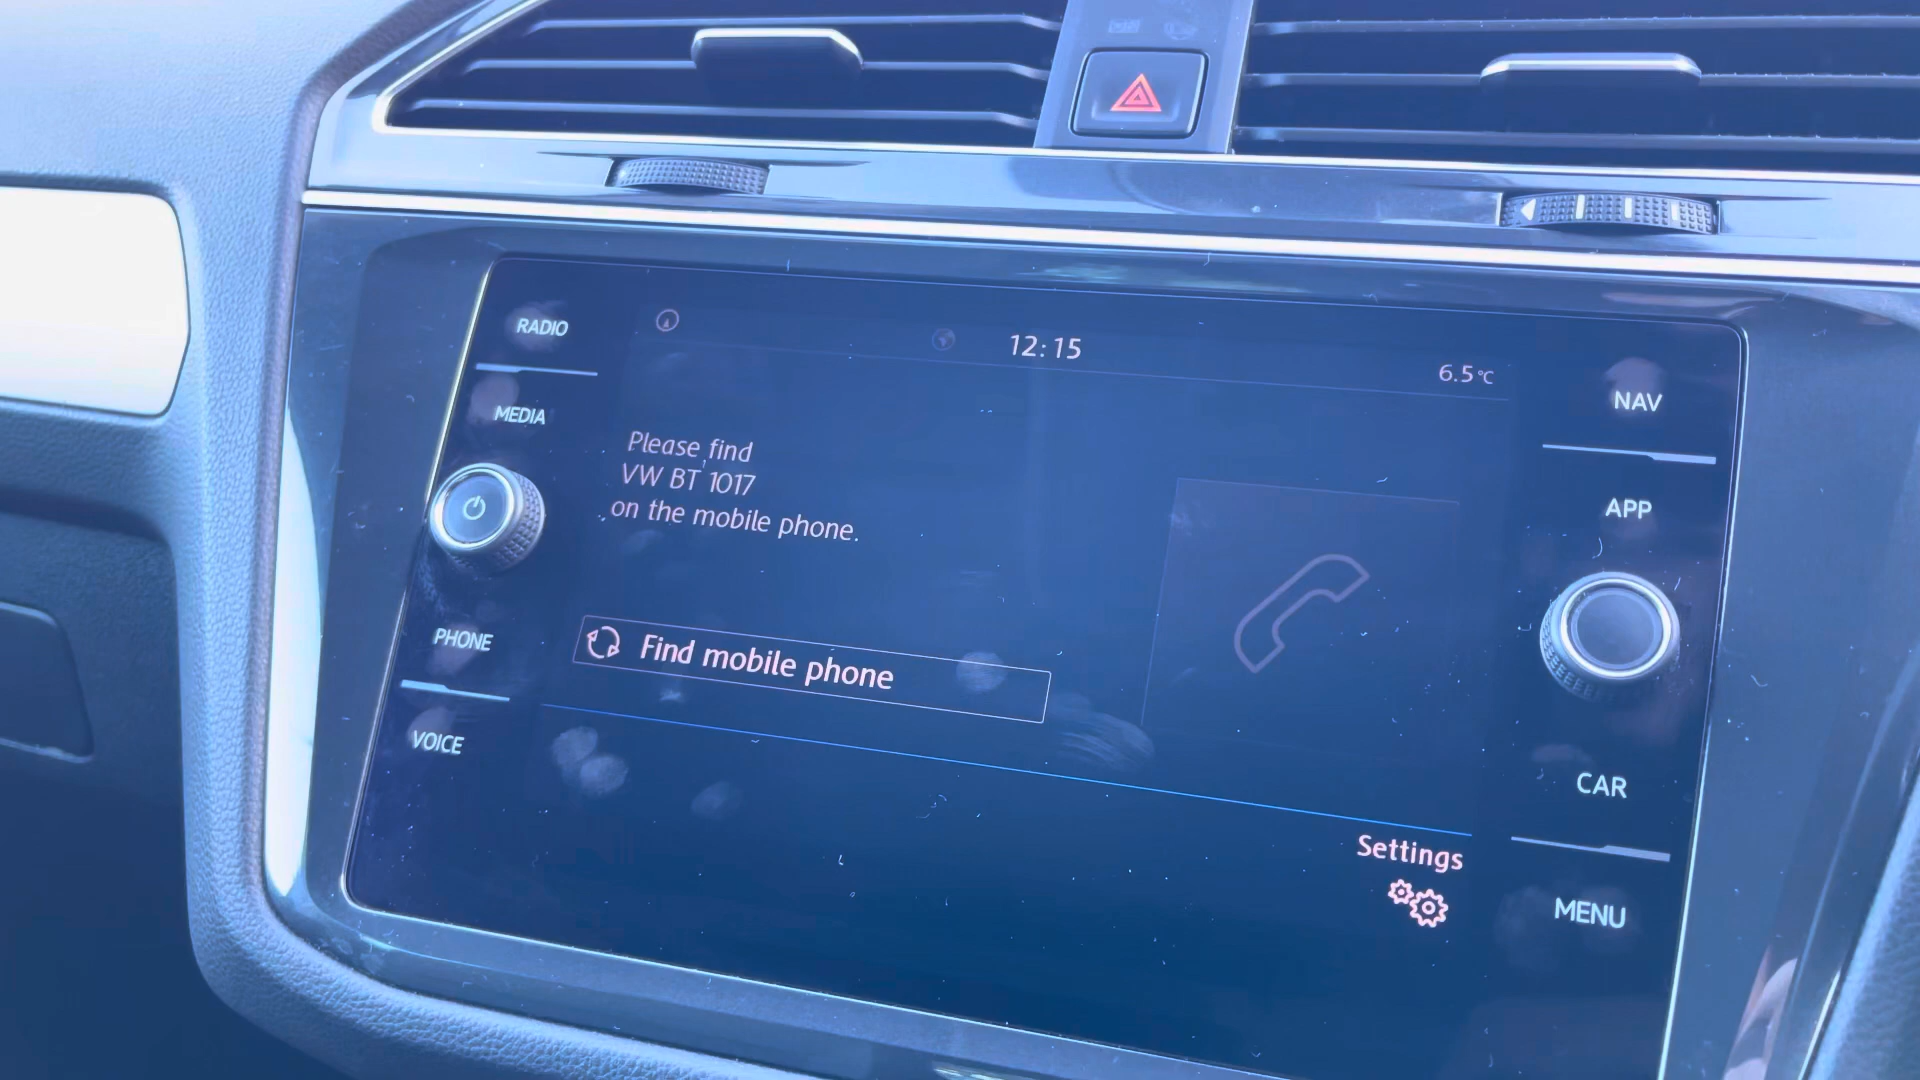 RADIO
MEDIA
PHONE
VOICE
12:15
6.5°C
Please find
VW BT 1017
on the mobile phone.
Find mobile phone
Settings
NAV
APP
CAR
MENU